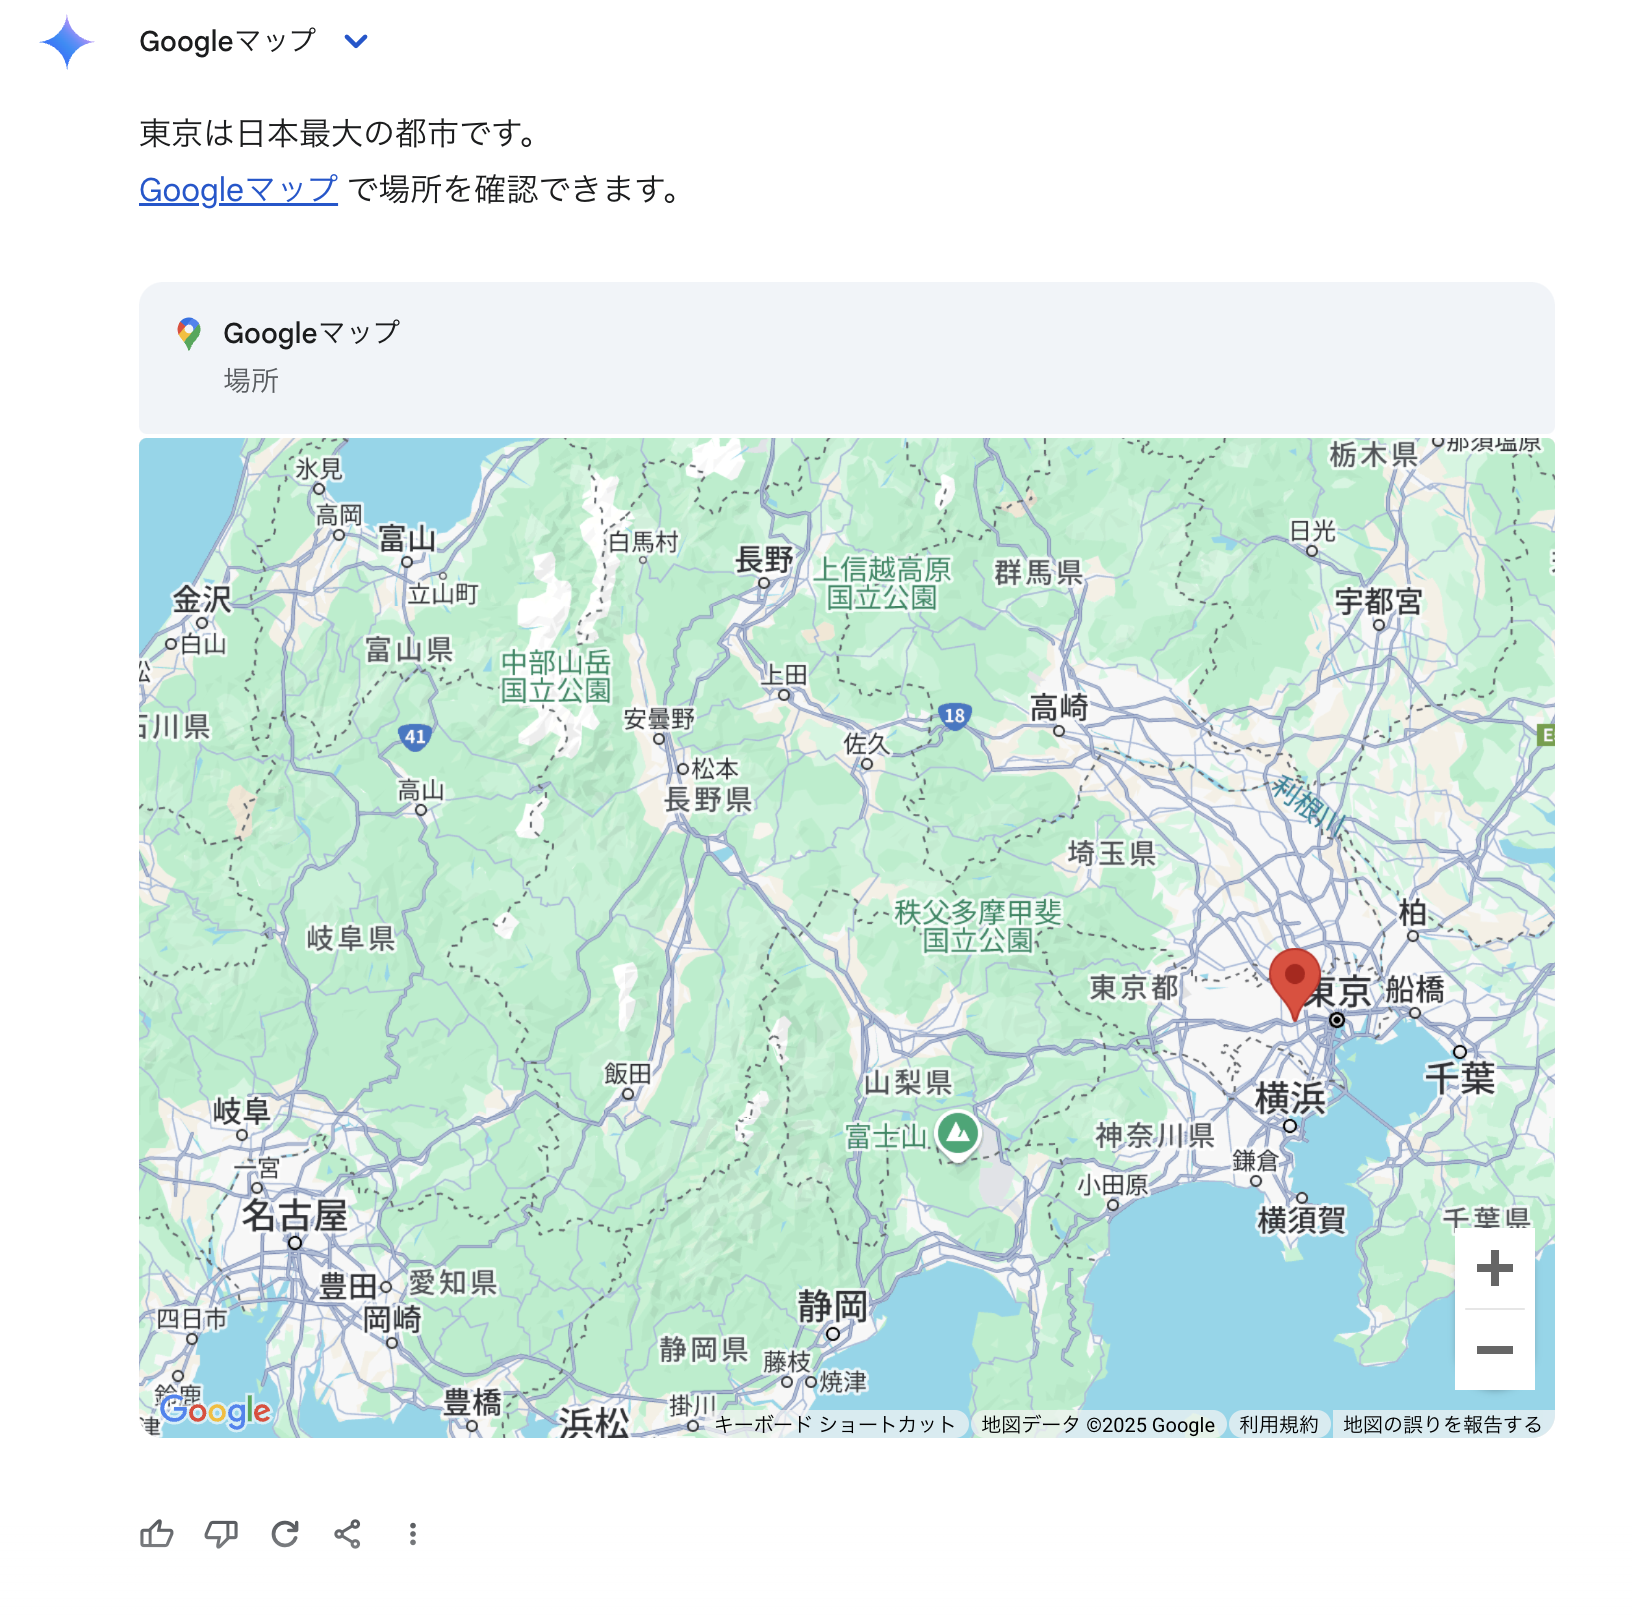 Googleマップ
東京は日本最大の都市です。
Googleマップ で場所を確認できます。
Googleマップ
場所
栃木県
那須塩原
氷見
高岡
富山
立山町
白馬村
長野
上信越高原
国立公園
群馬県
日光
金沢
白山
富山県
中部山岳
国立公園
宇都宮
上田
石川県
41
安曇野
18
高崎
佐久
松本
長野県
高山
利根川
埼玉県
岐阜県
秩父多摩甲斐
国立公園
柏
東京都
東京
船橋
飯田
山梨県
千葉
岐阜
富士山
横浜
神奈川県
一宮
鎌倉
小田原
名古屋
横須賀
千葉県
豊田
愛知県
四日市
岡崎
静岡
静岡県
藤枝
焼津
鈴鹿
津
豊橋
浜松
掛川
Google
キーボード ショートカット
地図データ ©2025 Google
利用規約
地図の誤りを報告する